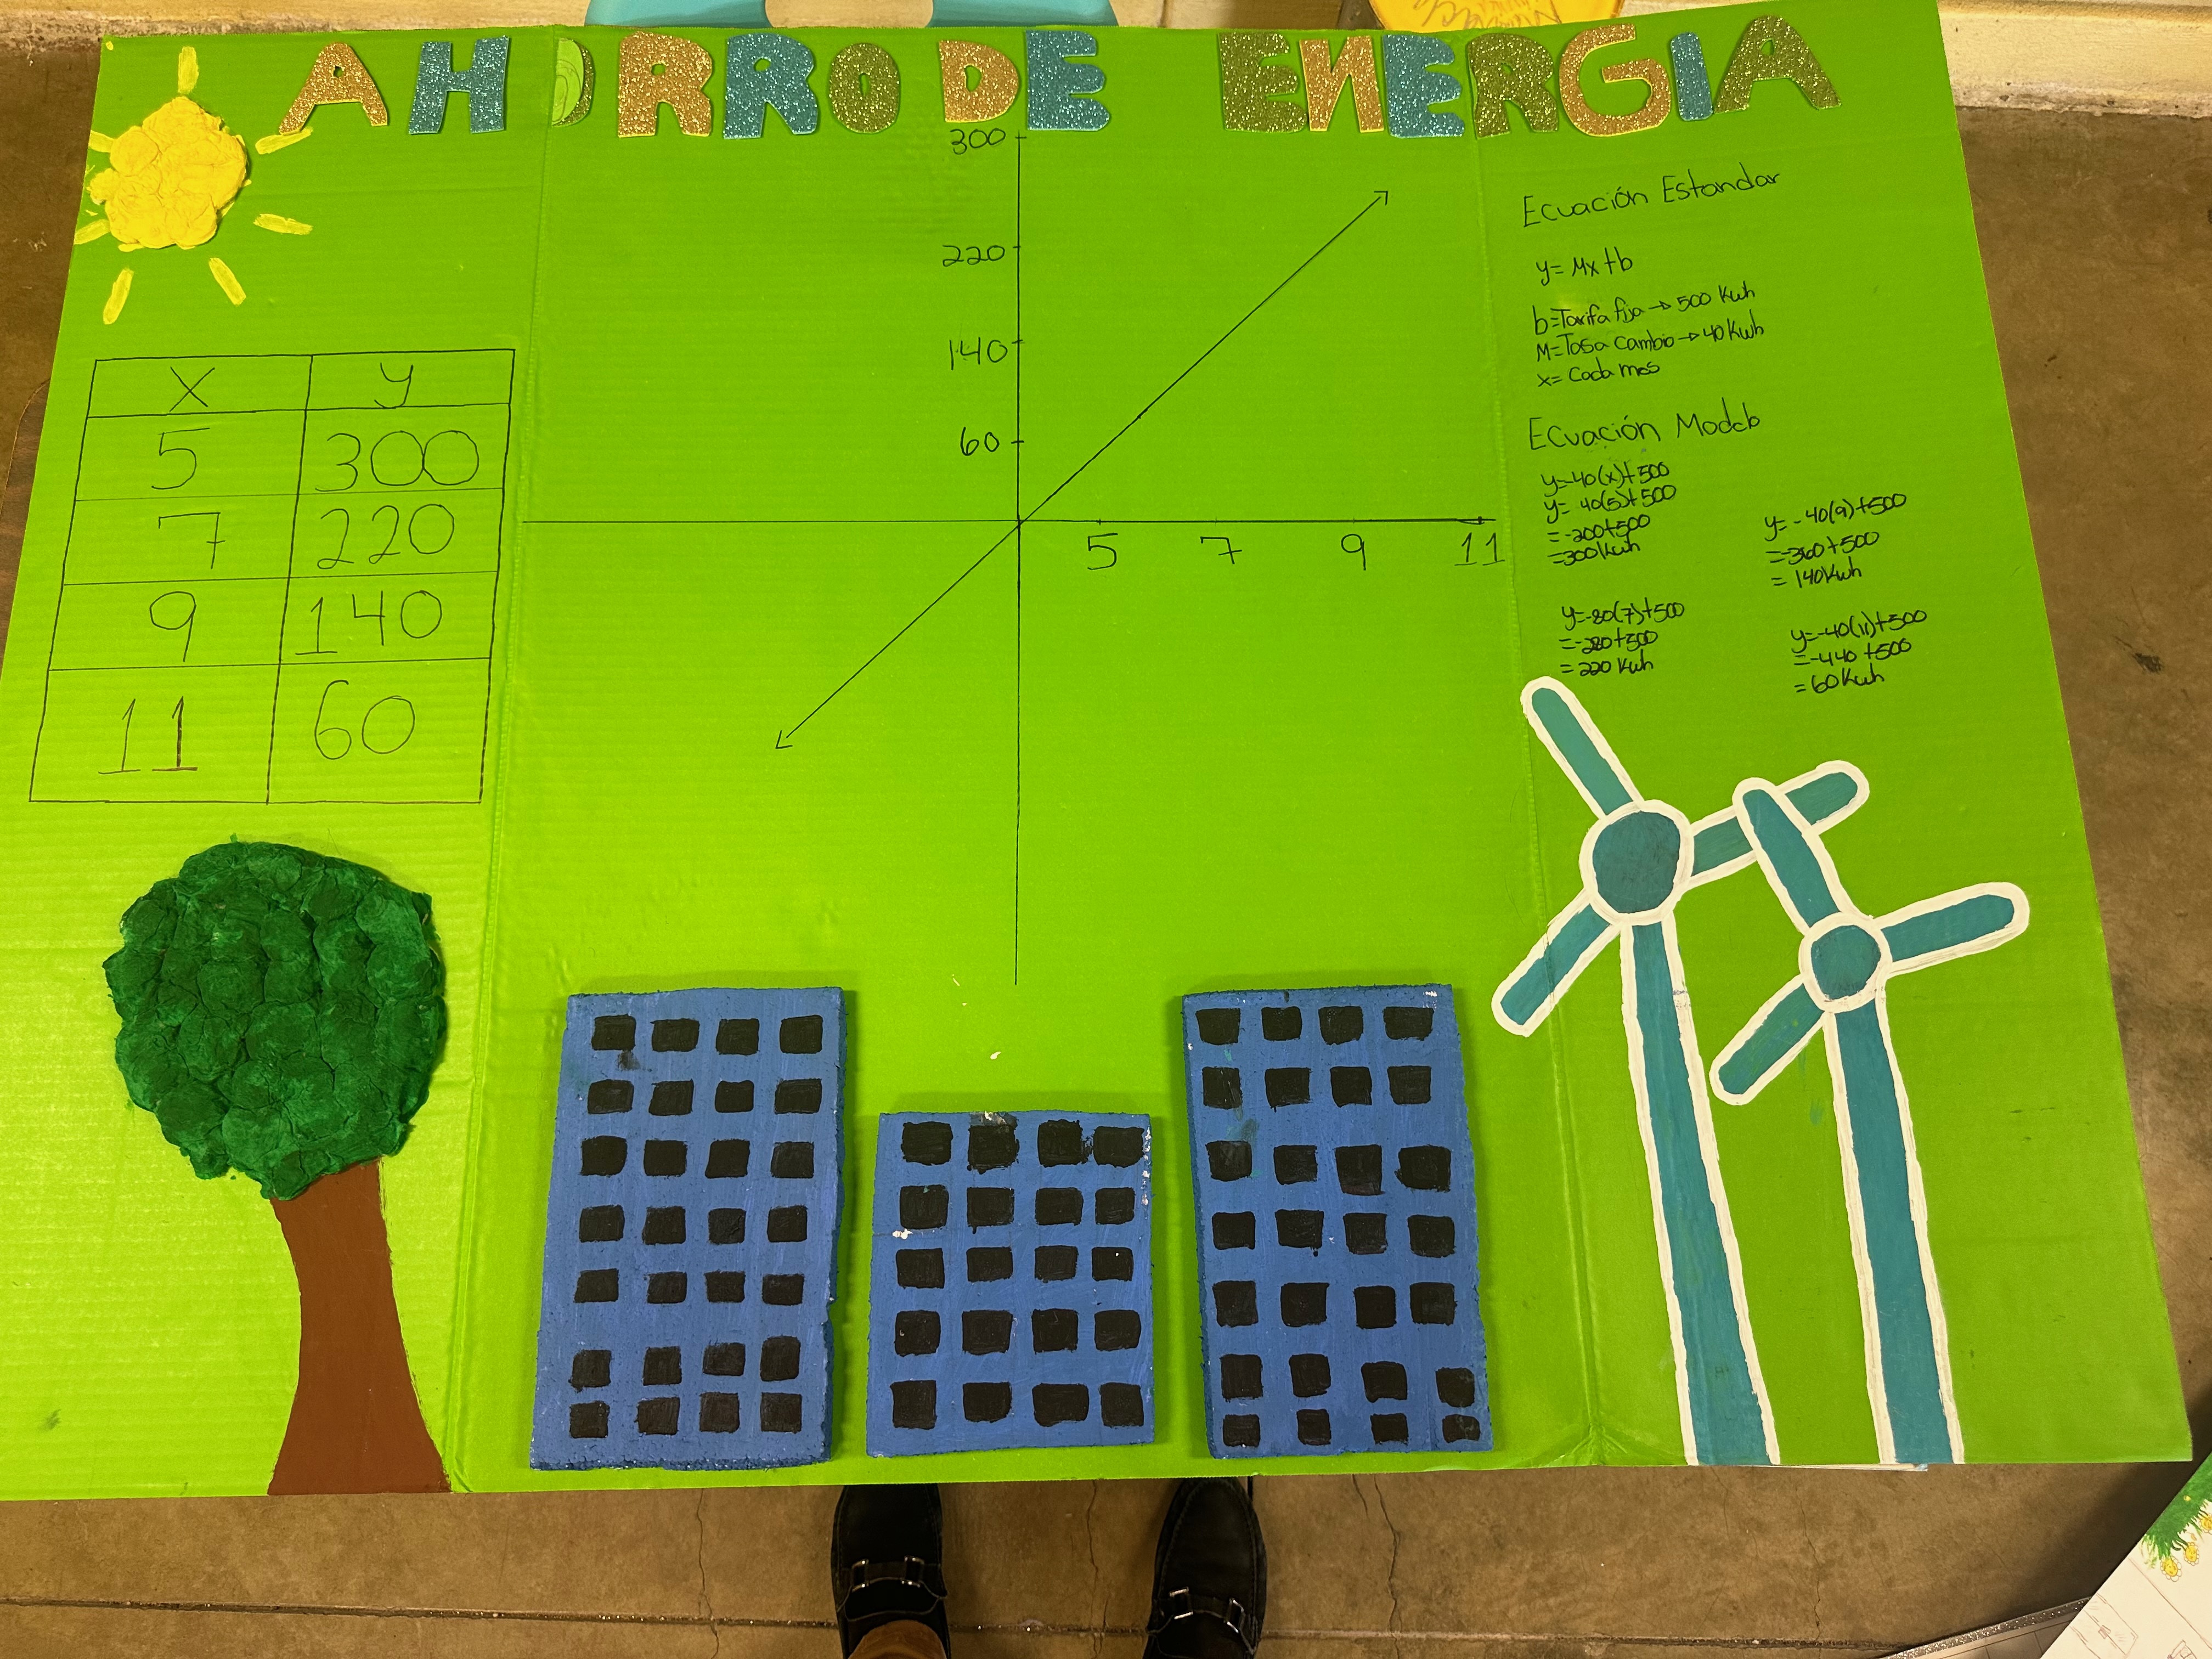 AHORRO DE ENERGIA
X Y
5 300
7 220
9 140
11 60
300
220
140
60
5 7 9 11
Ecuación Estandar
y= Mx+b
b=Tarifa fija → 500 Kwh
M=Tasa Cambio → 40 Kwh
x= Cada mes
Ecuación Modelo
y=-40(x)+500
y= 40(5)+500
=-200+500
=300 Kwh
y=-80(7)+500
=-280+500
=220 Kwh
y=-40(9)+500
=-360+500
= 140Kwh
y=-40(11)+500
=-440+500
=60Kwh